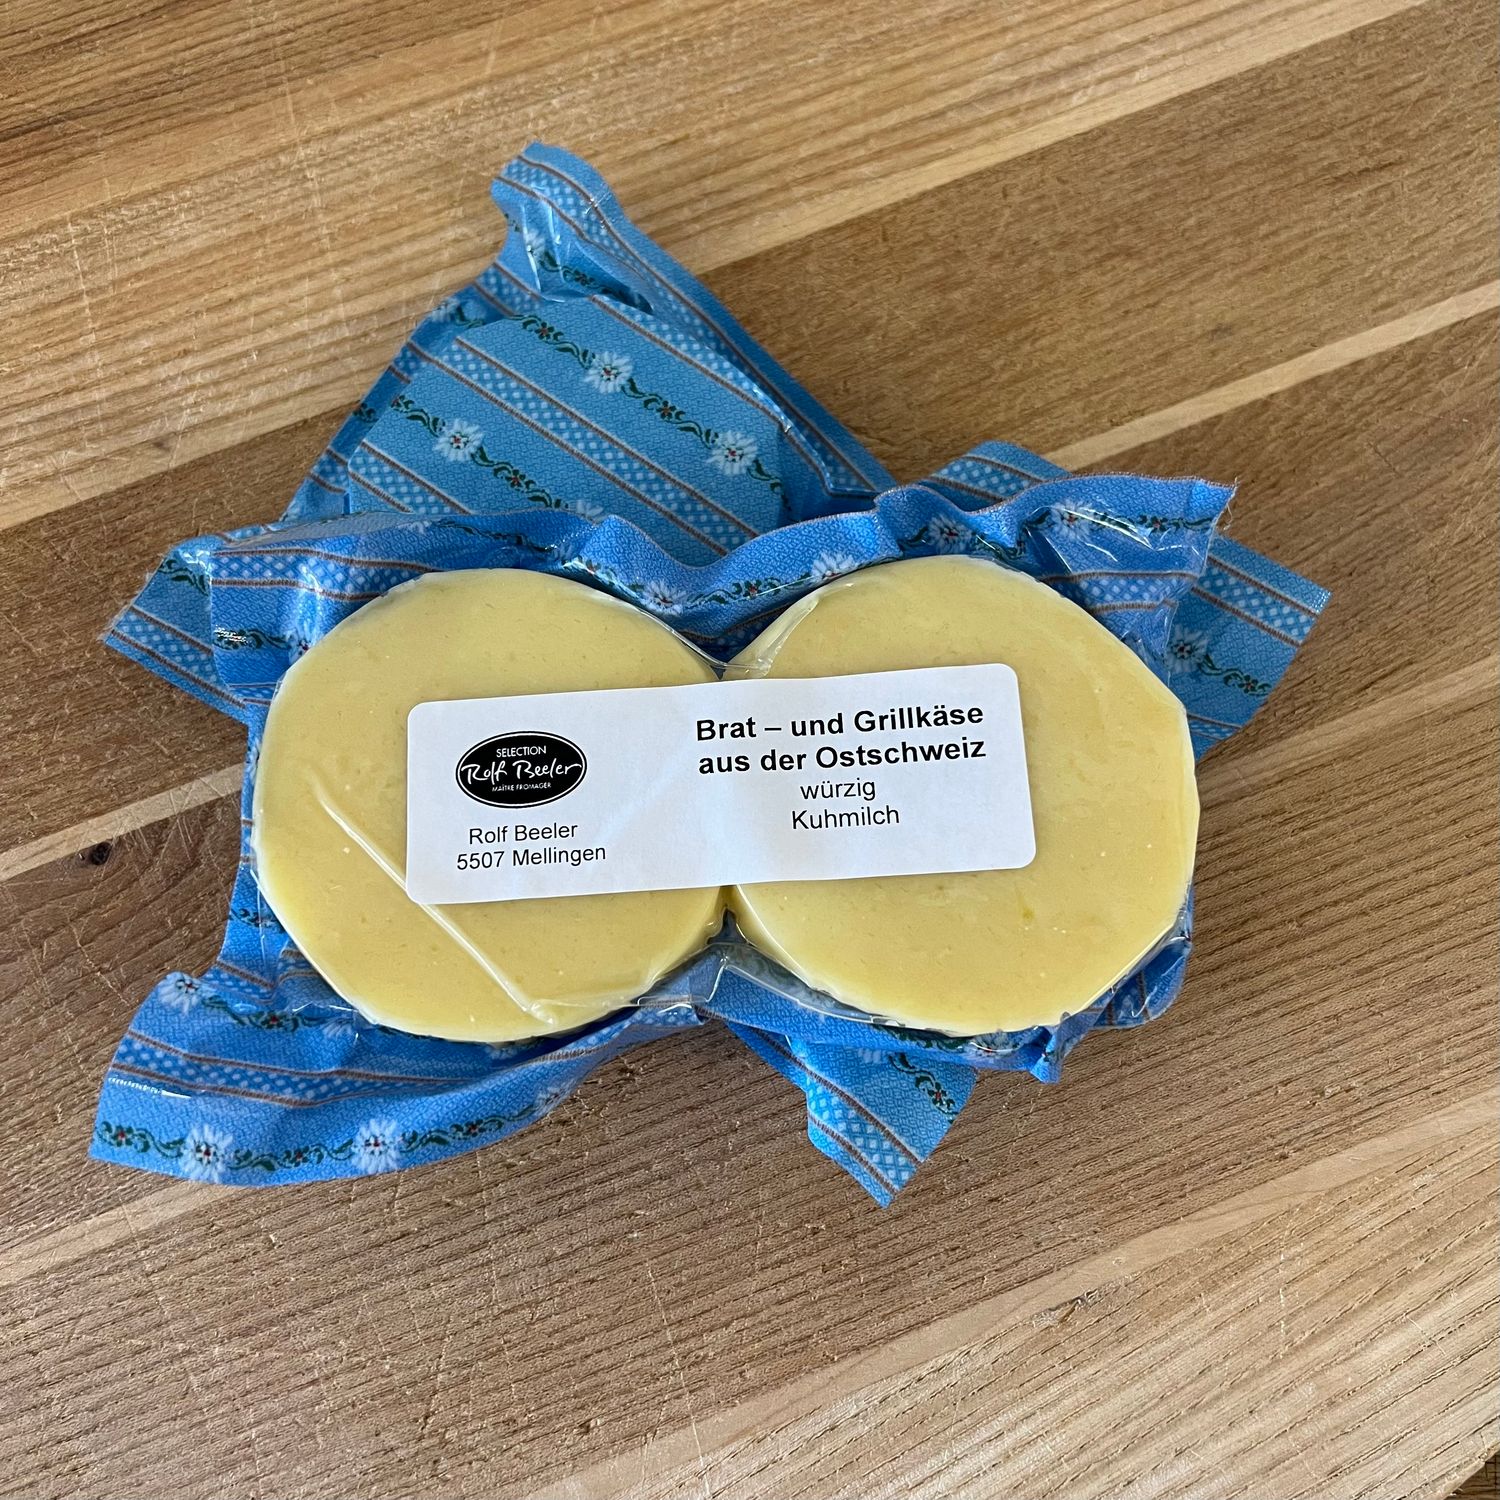 SELECTION
Rolf Beeler
MAÎTRE FROMAGER
Rolf Beeler
5507 Mellingen
Brat – und Grillkäse
aus der Ostschweiz
würzig
Kuhmilch